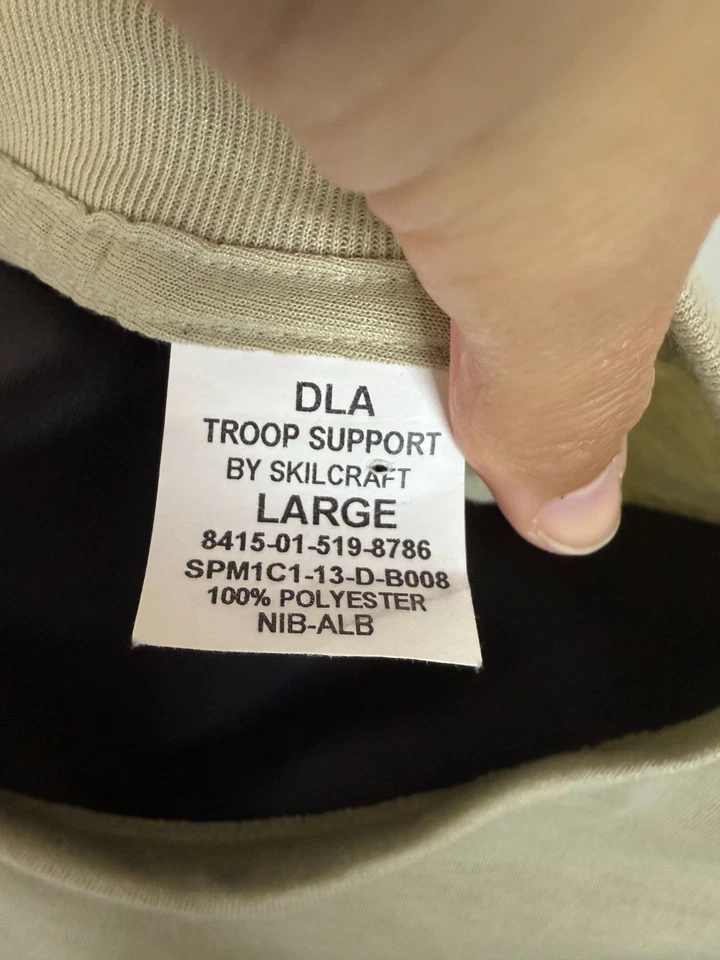 DLA
TROOP SUPPORT
BY SKILCRAFT
LARGE
8415-01-519-8786
SPM1C1-13-D-B008
100% POLYESTER
NIB-ALB